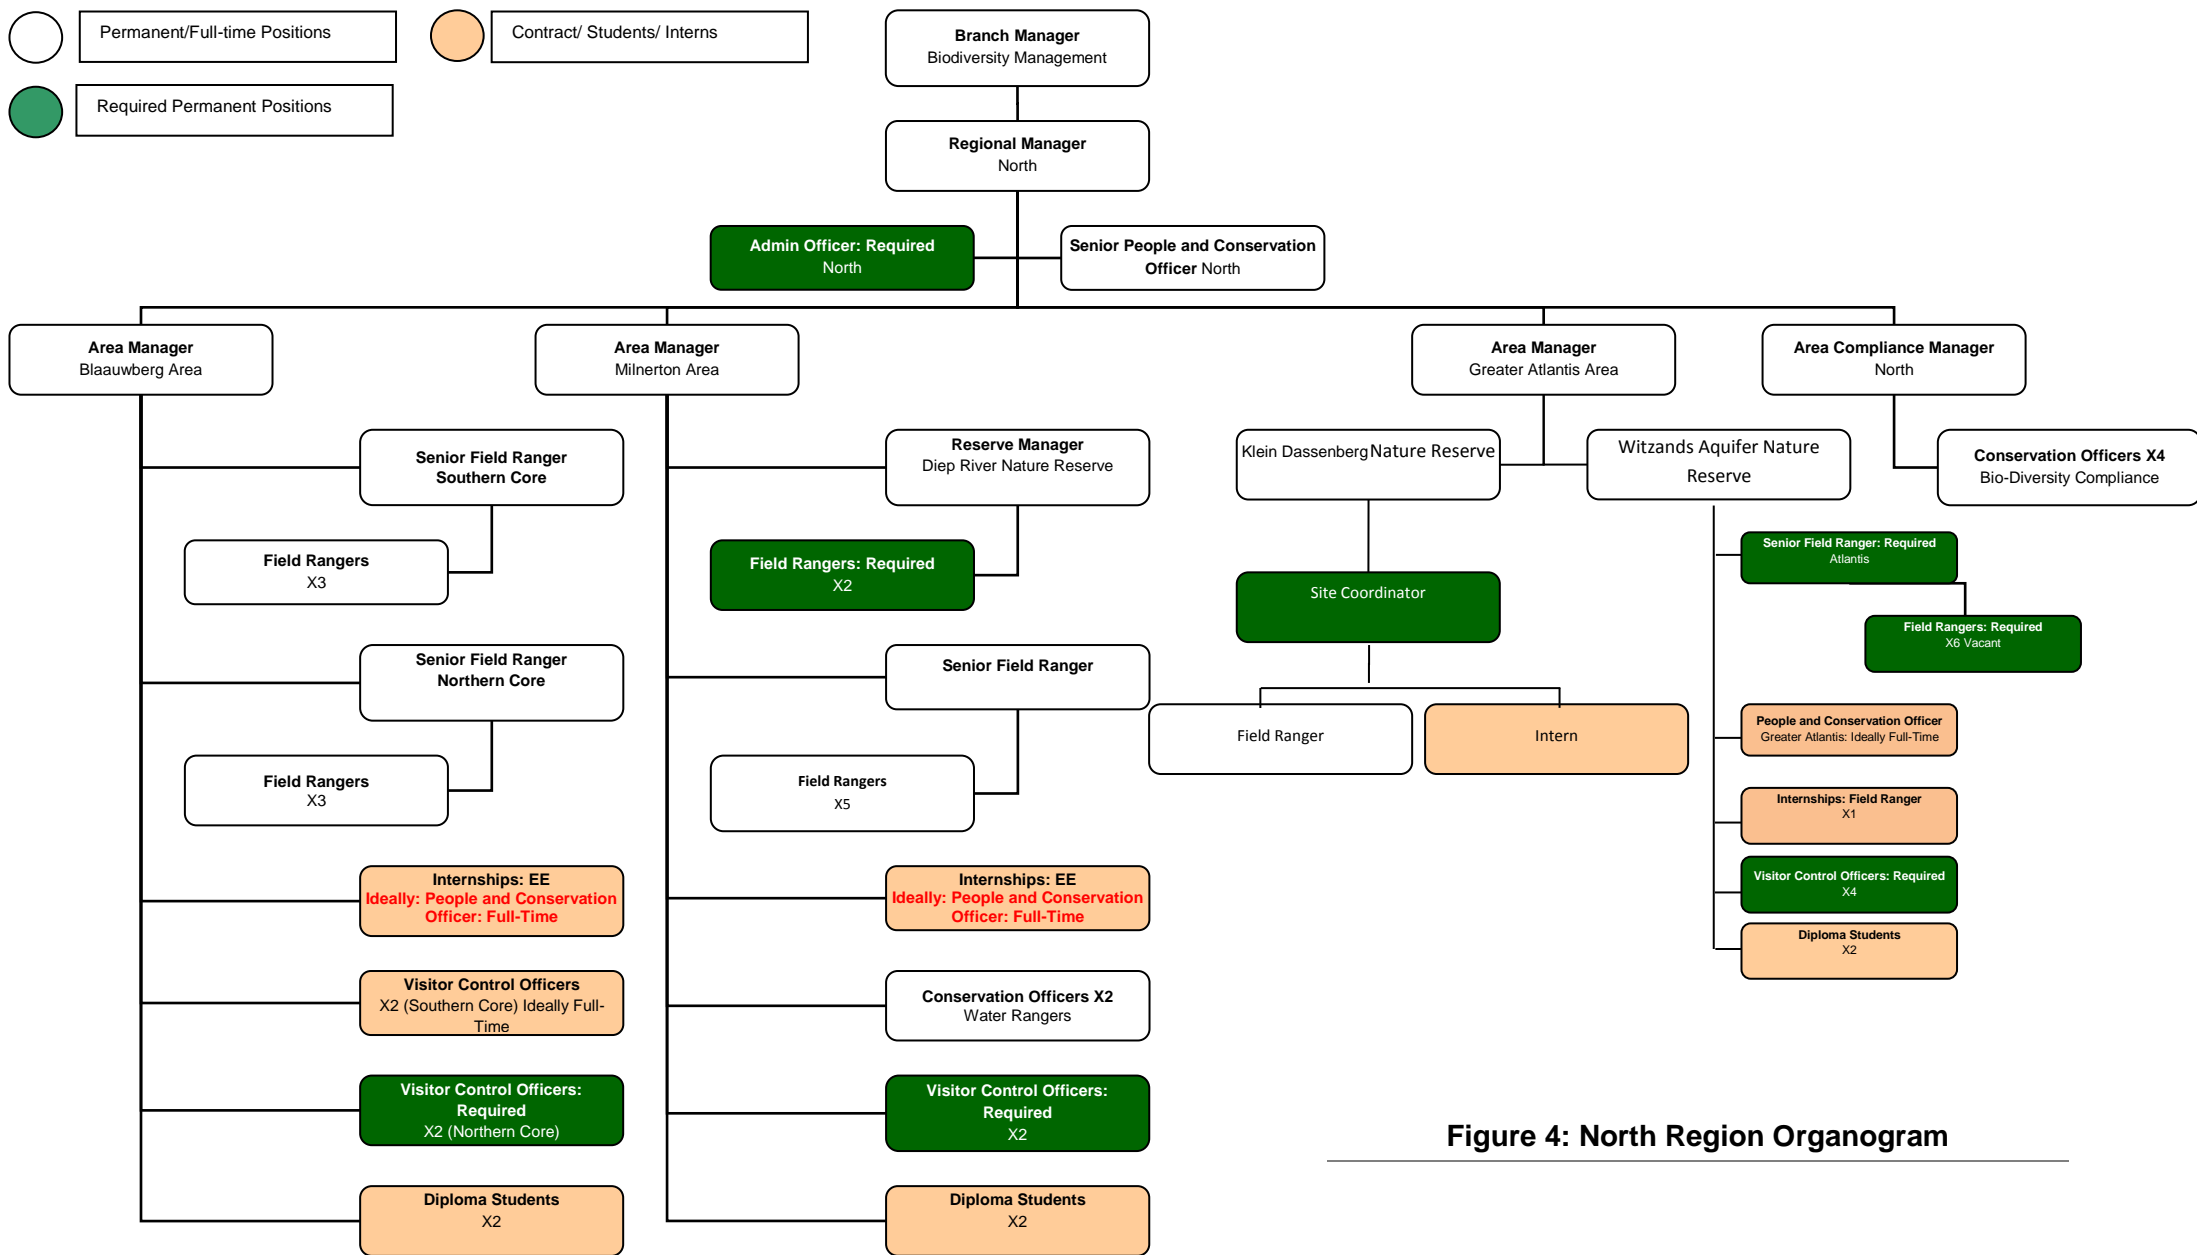 Permanent/Full-time Positions
Contract/ Students/ Interns
Required Permanent Positions
Branch Manager
Biodiversity Management
Regional Manager
North
Admin Officer: Required
North
Senior People and Conservation
Officer North
Area Manager
Blaauwberg Area
Area Manager
Milnerton Area
Area Manager
Greater Atlantis Area
Area Compliance Manager
North
Senior Field Ranger
Southern Core
Field Rangers
X3
Senior Field Ranger
Northern Core
Field Rangers
X3
Internships: EE
Ideally: People and Conservation
Officer: Full-Time
Visitor Control Officers
X2 (Southern Core) Ideally Full-
Time
Visitor Control Officers:
Required
X2 (Northern Core)
Diploma Students
X2
Reserve Manager
Diep River Nature Reserve
Field Rangers: Required
X2
Senior Field Ranger
Field Rangers
X5
Internships: EE
Ideally: People and Conservation
Officer: Full-Time
Conservation Officers X2
Water Rangers
Visitor Control Officers:
Required
X2
Diploma Students
X2
Klein Dassenberg Nature Reserve
Site Coordinator
Field Ranger
Intern
Witzands Aquifer Nature
Reserve
Senior Field Ranger: Required
Atlantis
Field Rangers: Required
X6 Vacant
People and Conservation Officer
Greater Atlantis: Ideally Full-Time
Internships: Field Ranger
X1
Visitor Control Officers: Required
X4
Diploma Students
X2
Conservation Officers X4
Bio-Diversity Compliance
Figure 4: North Region Organogram